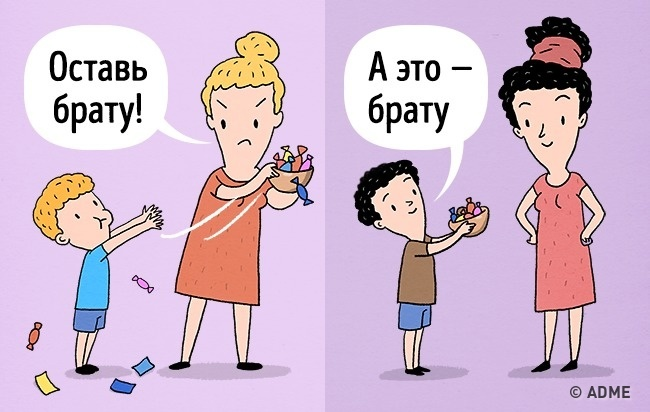 Оставь
брату!
А это –
брату
© ADME